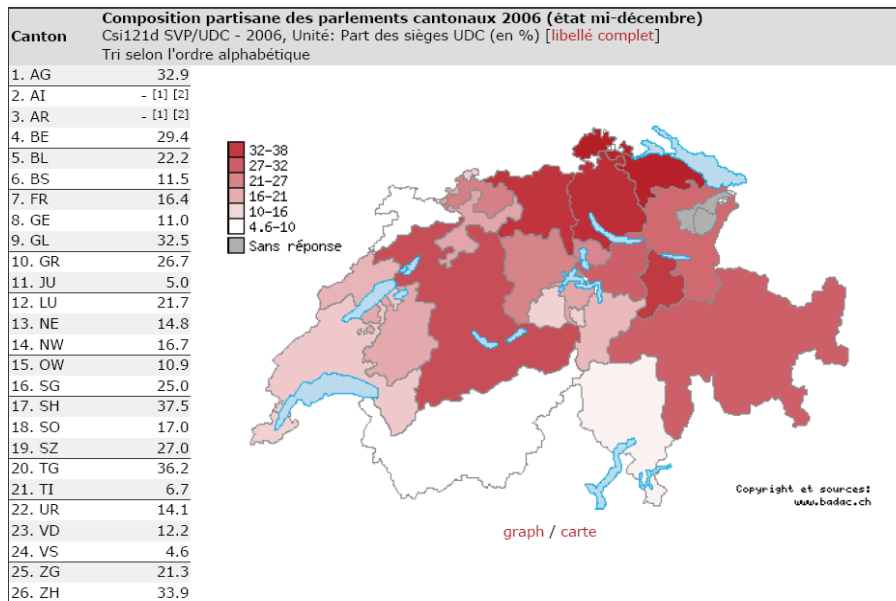 Canton
Composition partisane des parlements cantonaux 2006 (état mi-décembre)
Csi121d SVP/UDC - 2006, Unité: Part des sièges UDC (en %) [libellé complet]
Tri selon l'ordre alphabétique
1. AG 32.9
2. AI - [1] [2]
3. AR - [1] [2]
4. BE 29.4
5. BL 22.2
6. BS 11.5
7. FR 16.4
8. GE 11.0
9. GL 32.5
10. GR 26.7
11. JU 5.0
12. LU 21.7
13. NE 14.8
14. NW 16.7
15. OW 10.9
16. SG 25.0
17. SH 37.5
18. SO 17.0
19. SZ 27.0
20. TG 36.2
21. TI 6.7
22. UR 14.1
23. VD 12.2
24. VS 4.6
25. ZG 21.3
26. ZH 33.9
32-38
27-32
21-27
16-21
10-16
4.6-10
Sans réponse
Copyright et sources:
www.badac.ch
graph / carte